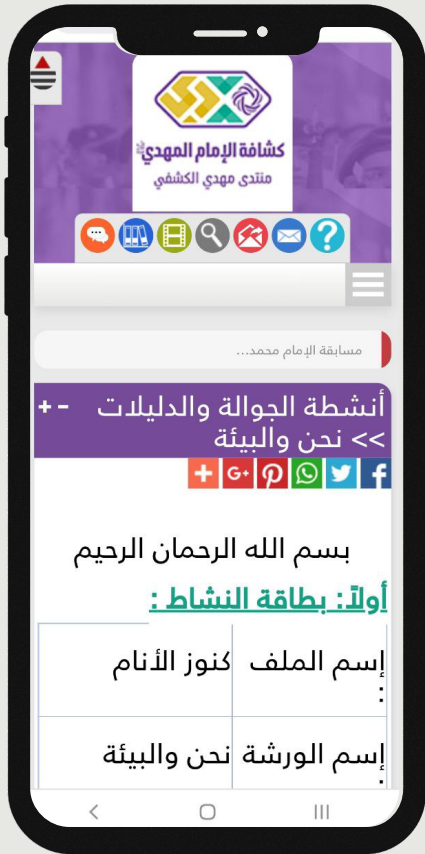 كشافة الإمام المهدي
منتدى مهدي الكشفي
مسابقة الإمام محمد...
أنشطة الجوالة والدليلات - +
>> نحن والبيئة
بسم الله الرحمان الرحيم
أولاً: بطاقة النشاط :
إسم الملف : كنوز الأنام
إسم الورشة : نحن والبيئة